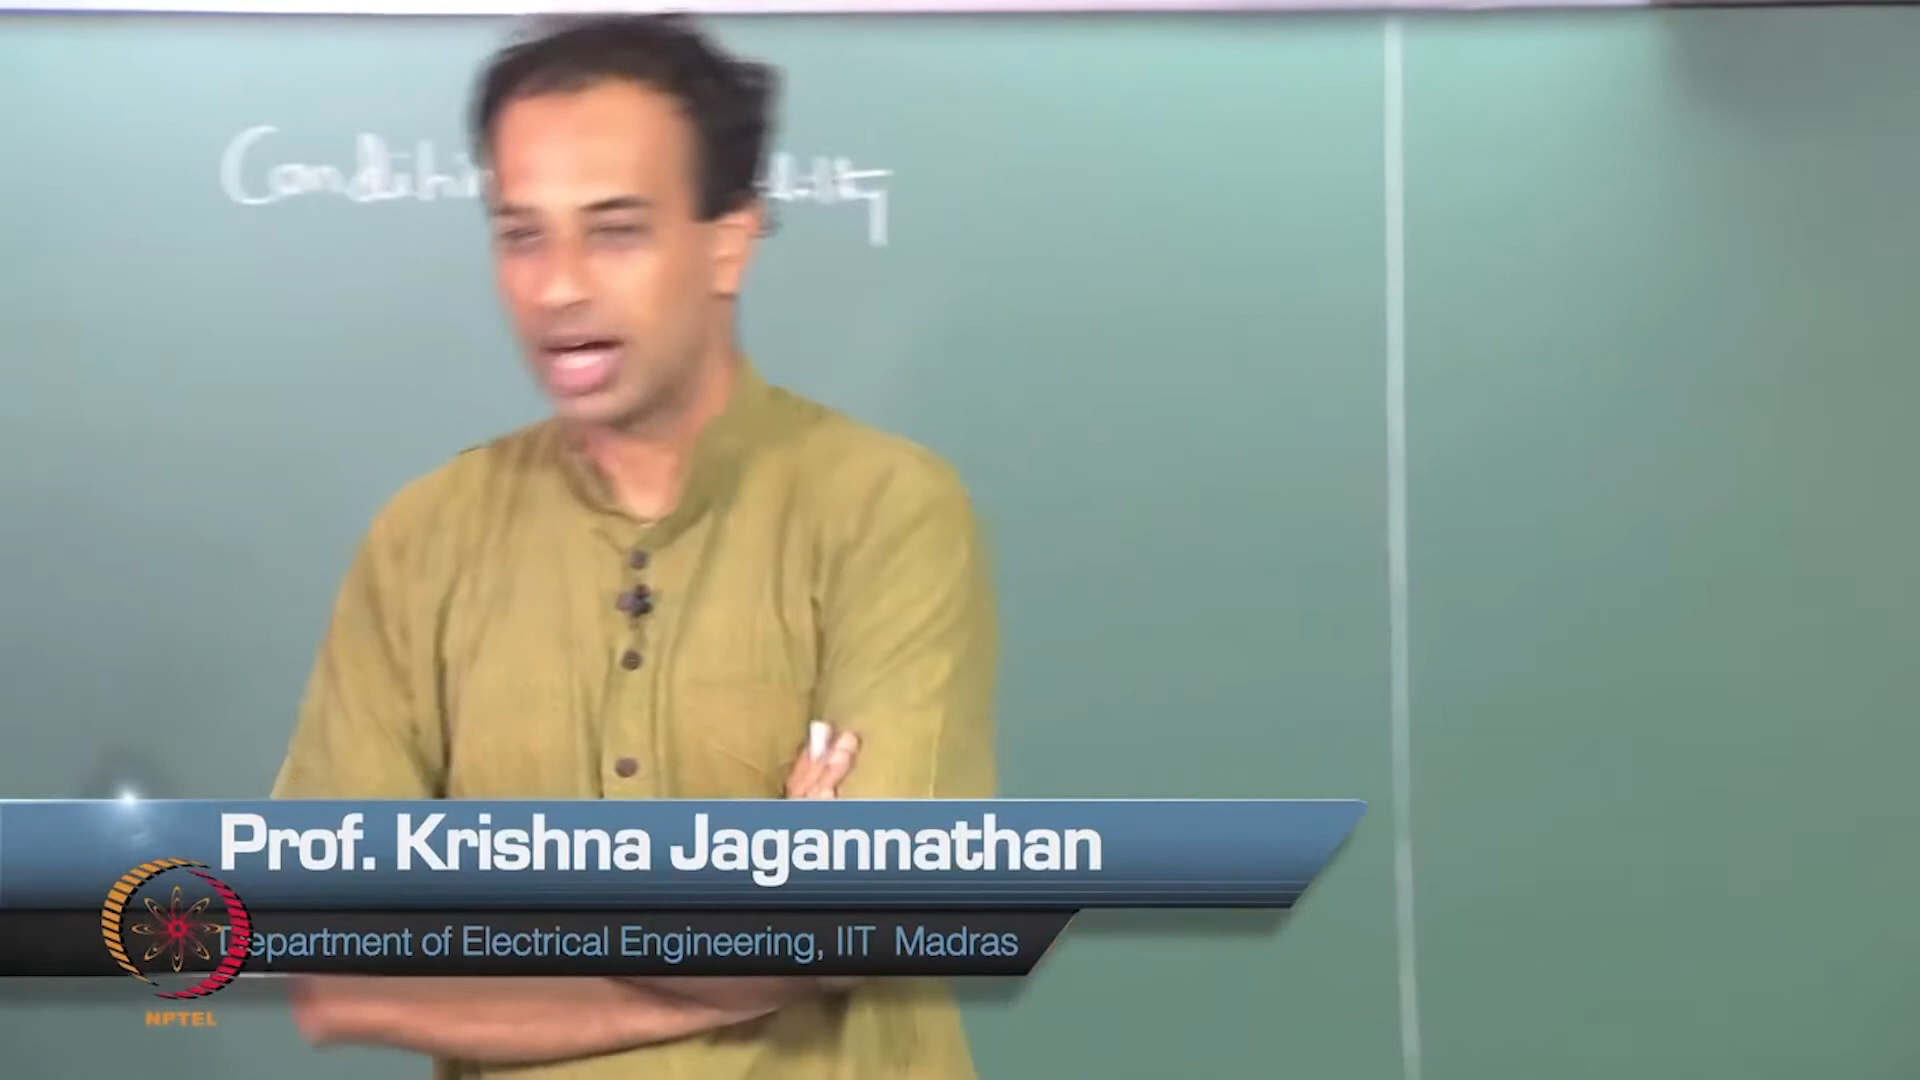 Prof. Krishna Jagannathan
Department of Electrical Engineering, IIT Madras
NPTEL